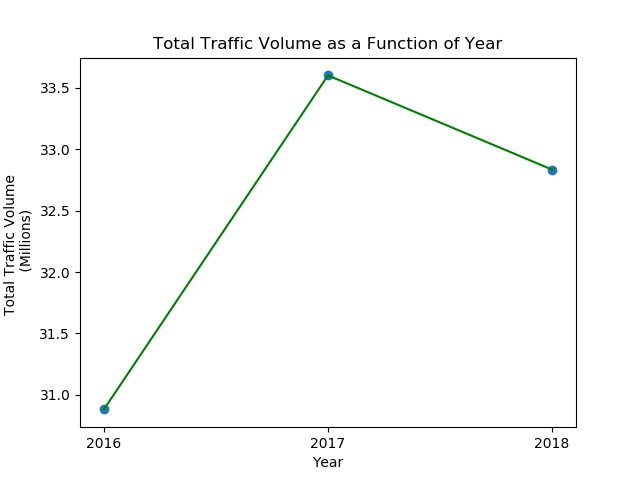 Total Traffic Volume as a Function of Year
33.5
33.0
32.5
32.0
31.5
31.0
Total Traffic Volume
(Millions)
2016 2017 2018
Year